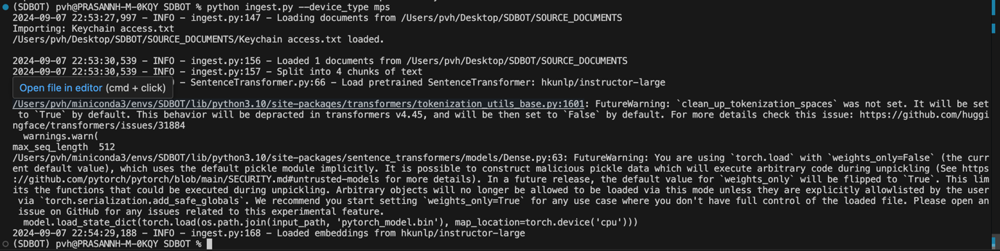 (SDBOT) pvh@PRASANNH-M-0KQY SDBOT % python ingest.py --device_type mps
2024-09-07 22:53:27,997 - INFO - ingest.py:147 - Loading documents from /Users/pvh/Desktop/SDBOT/SOURCE_DOCUMENTS
Importing: Keychain access.txt
/Users/pvh/Desktop/SDBOT/SOURCE_DOCUMENTS/Keychain access.txt loaded.
2024-09-07 22:53:30,539 - INFO - ingest.py:156 - Loaded 1 documents from /Users/pvh/Desktop/SDBOT/SOURCE_DOCUMENTS
2024-09-07 22:53:30,539 - INFO - ingest.py:157 - Split into 4 chunks of text
O - SentenceTransformer.py:66 - Load pretrained SentenceTransformer: hkunlp/instructor-large
Open file in editor (cmd + click)
/Users/pvh/miniconda3/envs/SDBOT/lib/python3.10/site-packages/transformers/tokenization_utils_base.py:1601: FutureWarning: `clean_up_tokenization_spaces` was not set. It will be set
to `True` by default. This behavior will be depracted in transformers v4.45, and will be then set to `False` by default. For more details check this issue: https://github.com/huggi
ngface/transformers/issues/31884
warnings.warn(
max_seq_length  512
/Users/pvh/miniconda3/envs/SDBOT/lib/python3.10/site-packages/sentence_transformers/models/Dense.py:63: FutureWarning: You are using `torch.load` with `weights_only=False` (the curr
ent default value), which uses the default pickle module implicitly. It is possible to construct malicious pickle data which will execute arbitrary code during unpickling (See https
://github.com/pytorch/pytorch/blob/main/SECURITY.md#untrusted-models for more details). In a future release, the default value for `weights_only` will be flipped to `True`. This lim
its the functions that could be executed during unpickling. Arbitrary objects will no longer be allowed to be loaded via this mode unless they are explicitly allowlisted by the user
via `torch.serialization.add_safe_globals`. We recommend you start setting `weights_only=True` for any use case where you don't have full control of the loaded file. Please open an
issue on GitHub for any issues related to this experimental feature.
model.load_state_dict(torch.load(os.path.join(input_path, 'pytorch_model.bin'), map_location=torch.device('cpu')))
2024-09-07 22:54:29,188 - INFO - ingest.py:168 - Loaded embeddings from hkunlp/instructor-large
(SDBOT) pvh@PRASANNH-M-0KQY SDBOT %